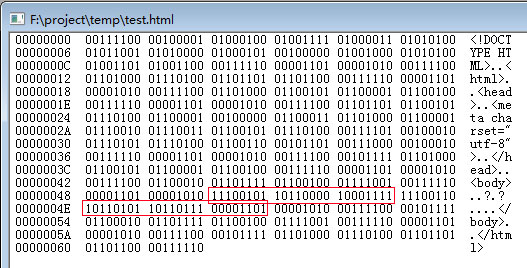 F:\project\temp\test.html
00000000 00111100 00100001 01000100 01001111 01000011 01010100 <!DOCT
00000006 01011001 01010000 01000101 00100000 01001000 01010100 YPE HT
0000000C 01001101 01001100 00111110 00001101 00001010 00111100 ML>..<
00000012 01101000 01110100 01101101 01101100 00111110 00001101 html>.
00000018 00001010 00111100 01101000 01100101 01100001 01100100 .<head
0000001E 00111110 00001101 00001010 00111100 01101101 01100101 >..<me
00000024 01110100 01100001 00100000 01100011 01101000 01100001 ta cha
0000002A 01110010 01110011 01100101 01110100 00111101 00100010 rset="
00000030 01110101 01110100 01100110 00101101 00111000 00100010 utf-8"
00000036 00111110 00001101 00001010 00111100 00101111 01101000 >..</h
0000003C 01100101 01100001 01100100 00111110 00001101 00001010 ead>..
00000042 00111100 01100010 01101111 01100100 01111001 00111110 <body>
00000048 00001101 00001010 11100101 10110000 10001111 11100110 ..?.?
0000004E 10110101 10110111 00001101 00001010 00111100 00101111 ....</
00000054 01100010 01101111 01100100 01111001 00111110 00001101 body>.
0000005A 00001010 00111100 00101111 01101000 01110100 01101101 .</htm
00000060 01101100 00111110 l>